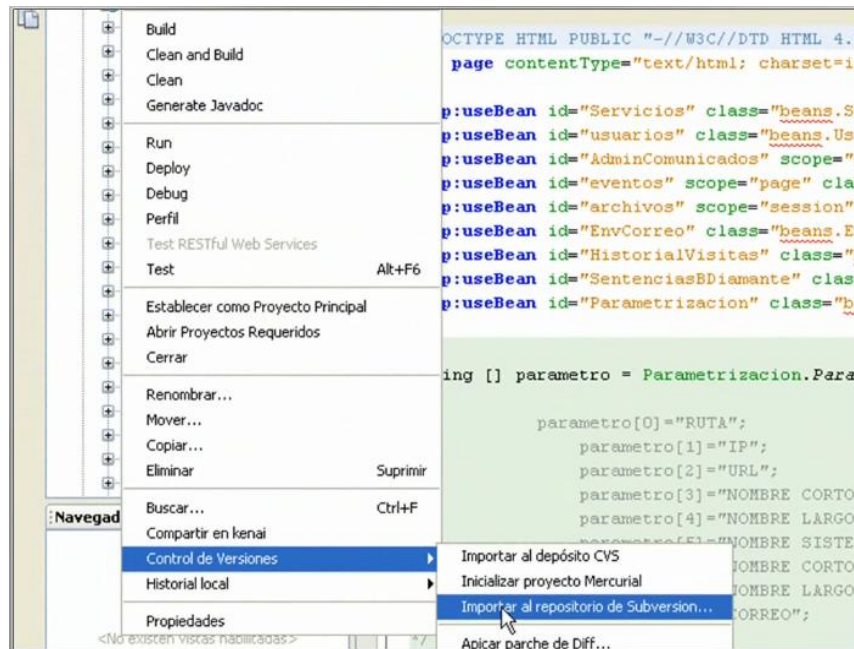 Build
Clean and Build
Clean
Generate Javadoc
Run
Deploy
Debug
Perfil
Test RESTful Web Services
Test Alt+F6
Establecer como Proyecto Principal
Abrir Proyectos Requeridos
Cerrar
Renombrar...
Mover...
Copiar...
Eliminar Suprimir
Buscar... Ctrl+F
Compartir en kenai
Control de Versiones
Historial local
Propiedades
Navegad
<No existen vistas habilitadas>
Importar al depósito CVS
Inicializar proyecto Mercurial
Importar al repositorio de Subversion...
Apicar parche de Diff...
OCTYPE HTML PUBLIC "-//W3C//DTD HTML 4.
page contentType="text/html; charset=i
p:useBean id="Servicios" class="beans.S
p:useBean id="usuarios" class="beans.Us
p:useBean id="AdminComunicados" scope="
p:useBean id="eventos" scope="page" cla
p:useBean id="archivos" scope="session"
p:useBean id="EnvCorreo" class="beans.E
p:useBean id="HistorialVisitas" class="
p:useBean id="SentenciasBDiamante" clas
p:useBean id="Parametrizacion" class="b
ing [] parametro = Parametrizacion.Para
parametro[0]="RUTA";
parametro[1]="IP";
parametro[2]="URL";
parametro[3]="NOMBRE CORTO
parametro[4]="NOMBRE LARGO
parametro[5]="NOMBRE SISTE
NOMBRE CORTO
NOMBRE LARGO
CORREO";
*/